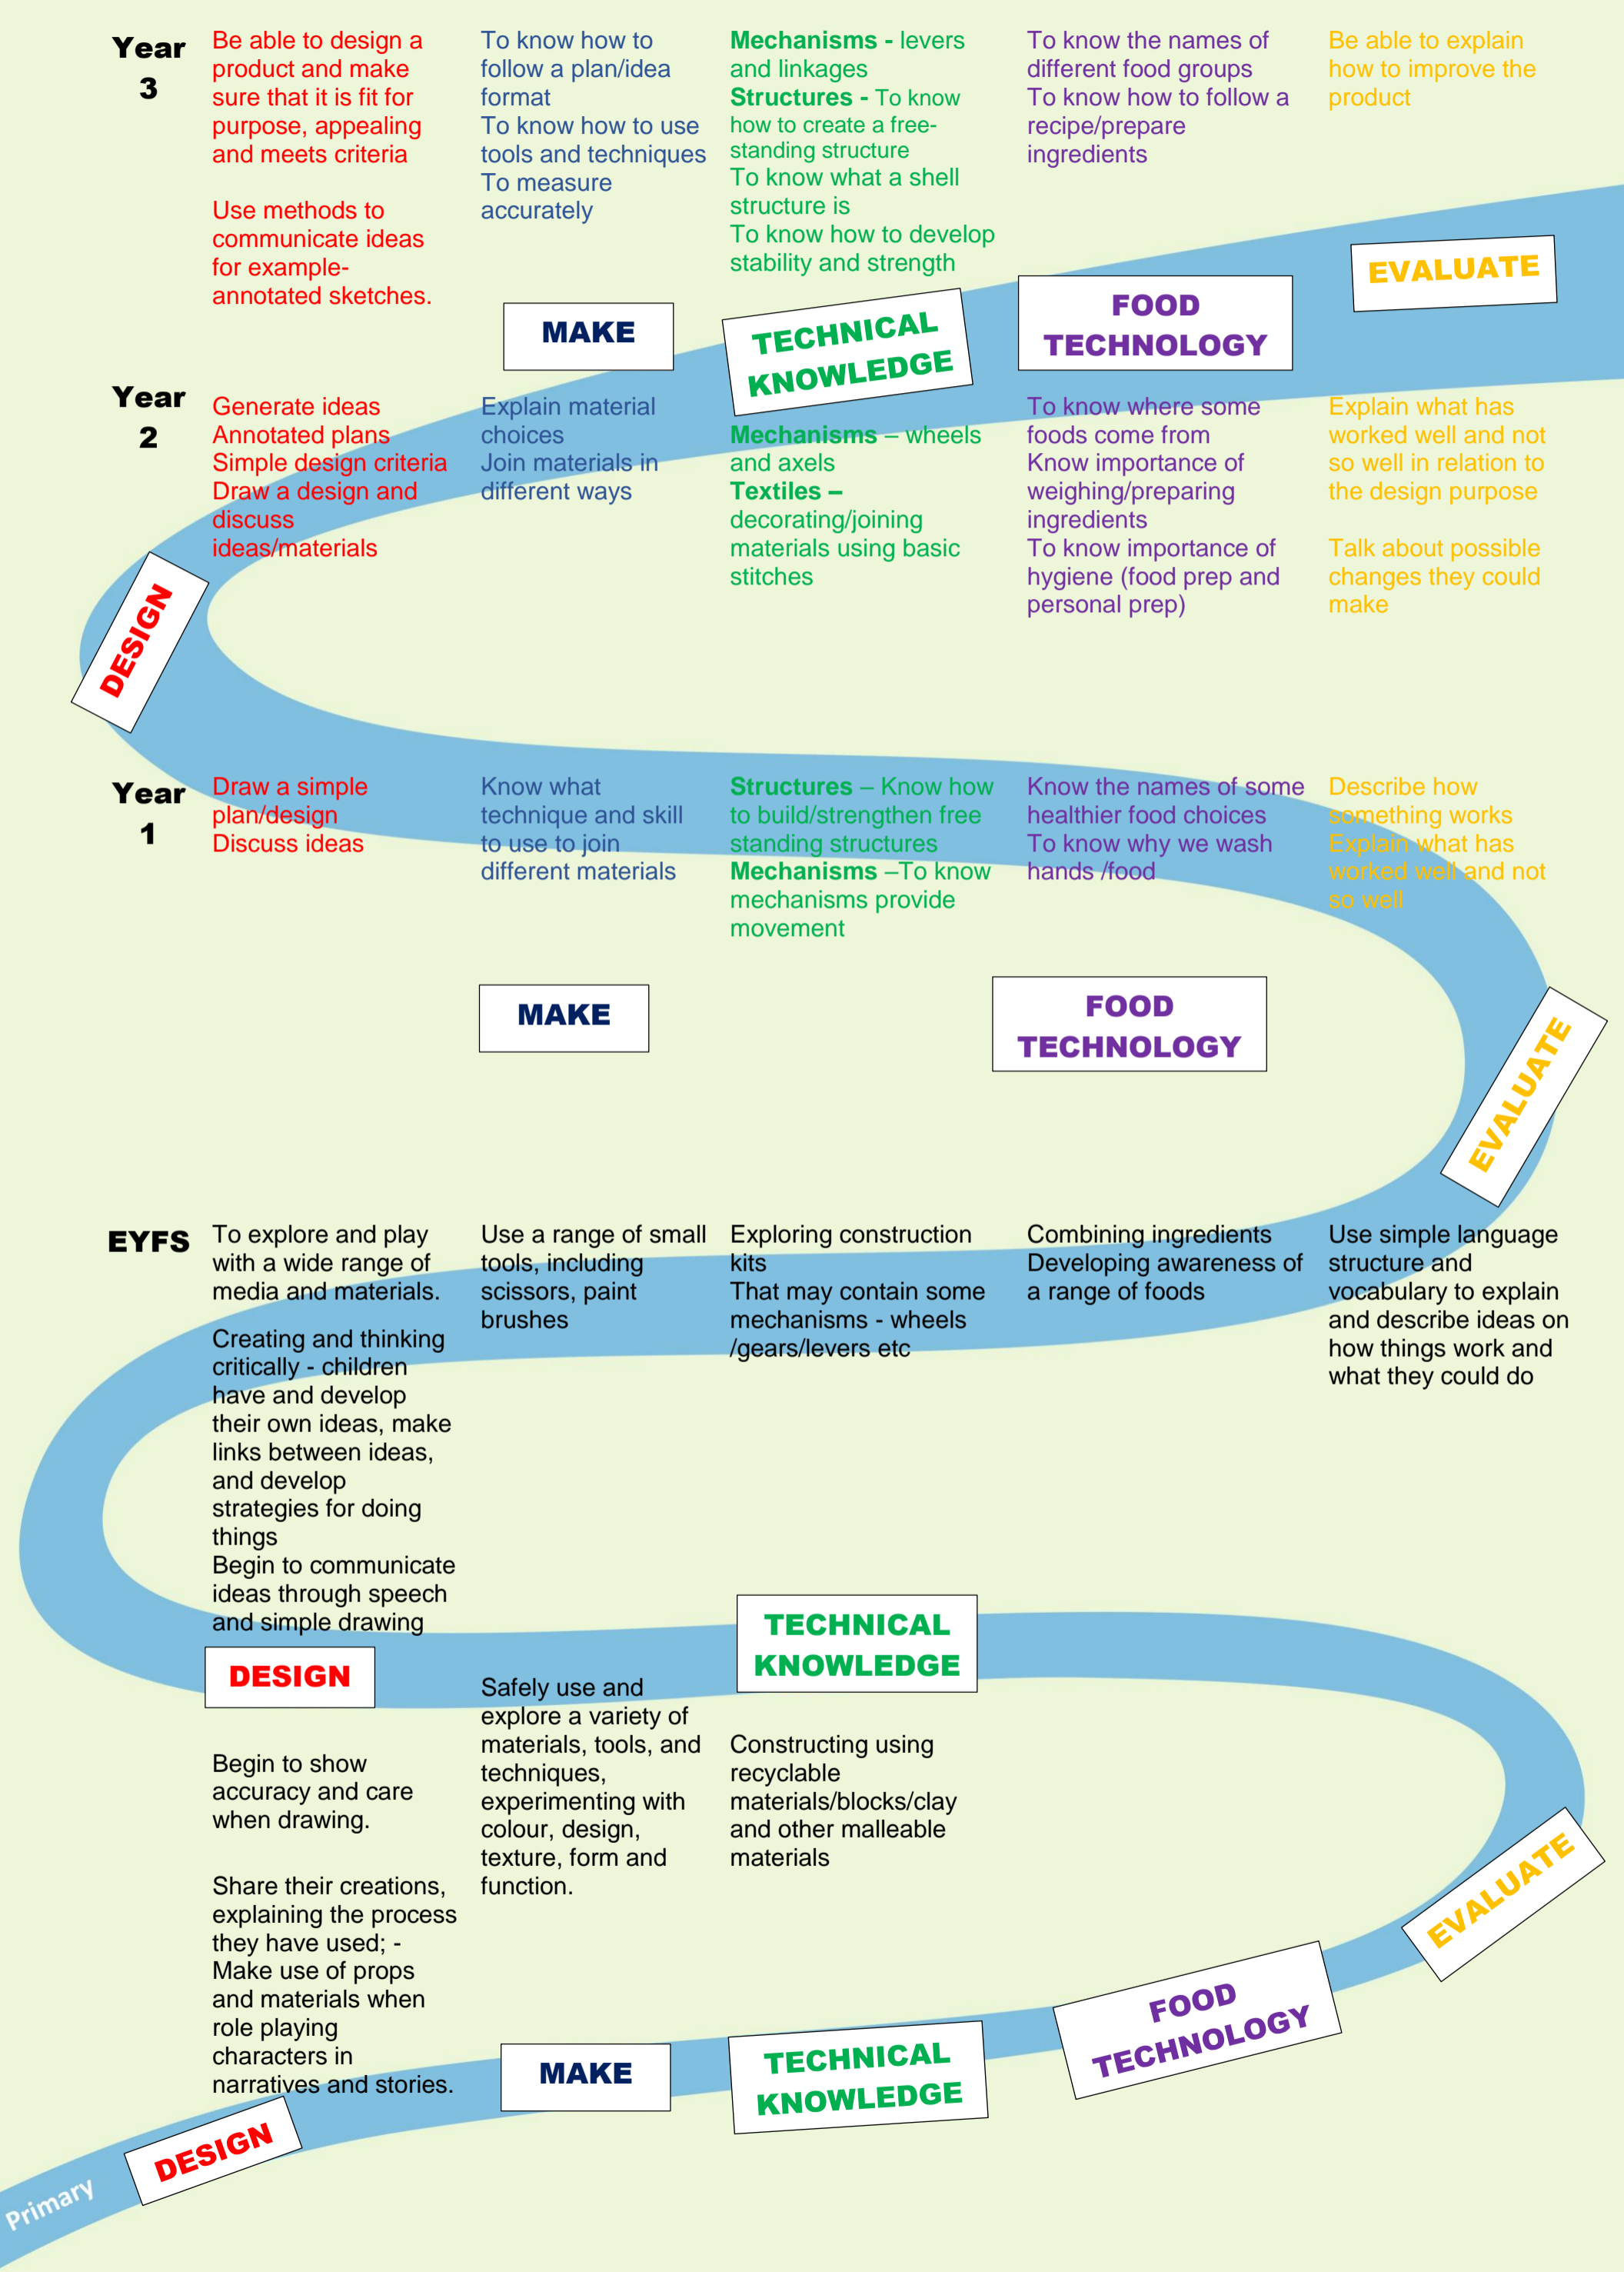 Year
3
Be able to design a
product and make
sure that it is fit for
purpose, appealing
and meets criteria
Use methods to
communicate ideas
for example-
annotated sketches.
To know how to
follow a plan/idea
format
To know how to use
tools and techniques
To measure
accurately
Mechanisms - levers
and linkages
Structures - To know
how to create a free-
standing structure
To know what a shell
structure is
To know how to develop
stability and strength
To know the names of
different food groups
To know how to follow a
recipe/prepare
ingredients
Be able to explain
how to improve the
product
MAKE
TECHNICAL
KNOWLEDGE
FOOD
TECHNOLOGY
EVALUATE
Year
2
Generate ideas
Annotated plans
Simple design criteria
Draw a design and
discuss
ideas/materials
Explain material
choices
Join materials in
different ways
Mechanisms – wheels
and axels
Textiles –
decorating/joining
materials using basic
stitches
To know where some
foods come from
Know importance of
weighing/preparing
ingredients
To know importance of
hygiene (food prep and
personal prep)
Explain what has
worked well and not
so well in relation to
the design purpose
Talk about possible
changes they could
make
DESIGN
Year
1
Draw a simple
plan/design
Discuss ideas
Know what
technique and skill
to use to join
different materials
Structures – Know how
to build/strengthen free
standing structures
Mechanisms –To know
mechanisms provide
movement
Know the names of some
healthier food choices
To know why we wash
hands /food
Describe how
something works
Explain what has
worked well and not
so well
MAKE
FOOD
TECHNOLOGY
EVALUATE
EYFS
To explore and play
with a wide range of
media and materials.
Creating and thinking
critically - children
have and develop
their own ideas, make
links between ideas,
and develop
strategies for doing
things
Begin to communicate
ideas through speech
and simple drawing
Use a range of small
tools, including
scissors, paint
brushes
Exploring construction
kits
That may contain some
mechanisms - wheels
/gears/levers etc
Combining ingredients
Developing awareness of
a range of foods
Use simple language
structure and
vocabulary to explain
and describe ideas on
how things work and
what they could do
DESIGN
TECHNICAL
KNOWLEDGE
Begin to show
accuracy and care
when drawing.
Share their creations,
explaining the process
they have used; -
Make use of props
and materials when
role playing
characters in
narratives and stories.
Safely use and
explore a variety of
materials, tools, and
techniques,
experimenting with
colour, design,
texture, form and
function.
Constructing using
recyclable
materials/blocks/clay
and other malleable
materials
EVALUATE
FOOD
TECHNOLOGY
TECHNICAL
KNOWLEDGE
MAKE
DESIGN
Primary